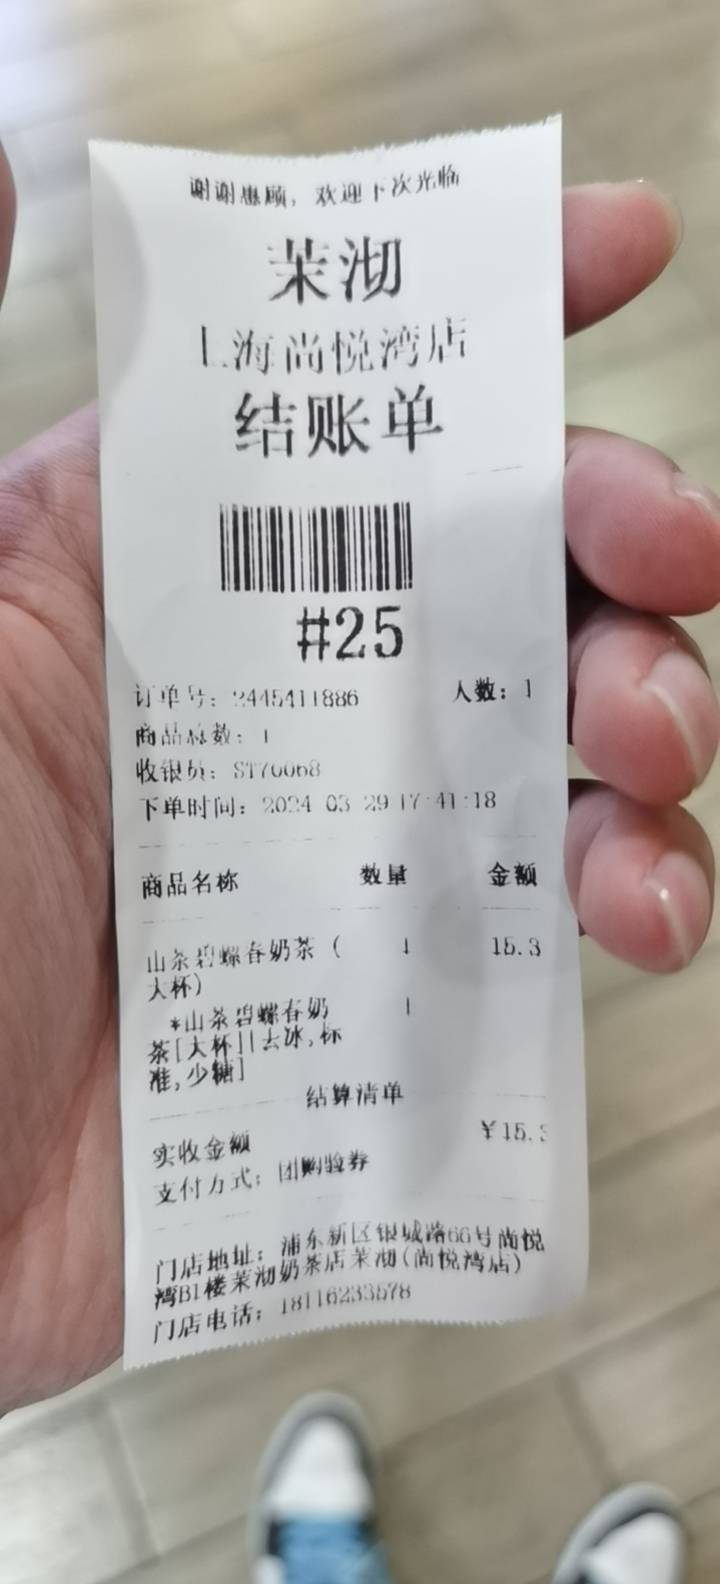 谢谢惠顾，欢迎下次光临
茉沏
上海尚悦湾店
结账单
#25
订单号：2445411886
人数：1
商品总数：1
收银员：ST70068
下单时间：2024-03-29 17:41:18
商品名称 数量 金额
山茶碧螺春奶茶（ 1 15.3
大杯）
*山茶碧螺春奶 1
茶[大杯||去冰,标
准,少糖]
结算清单
实收金额 ￥15.3
支付方式：团购验券
门店地址：浦东新区银城路66号尚悦
湾B1楼茉沏奶茶店茉沏(尚悦湾店)
门店电话：18116233578